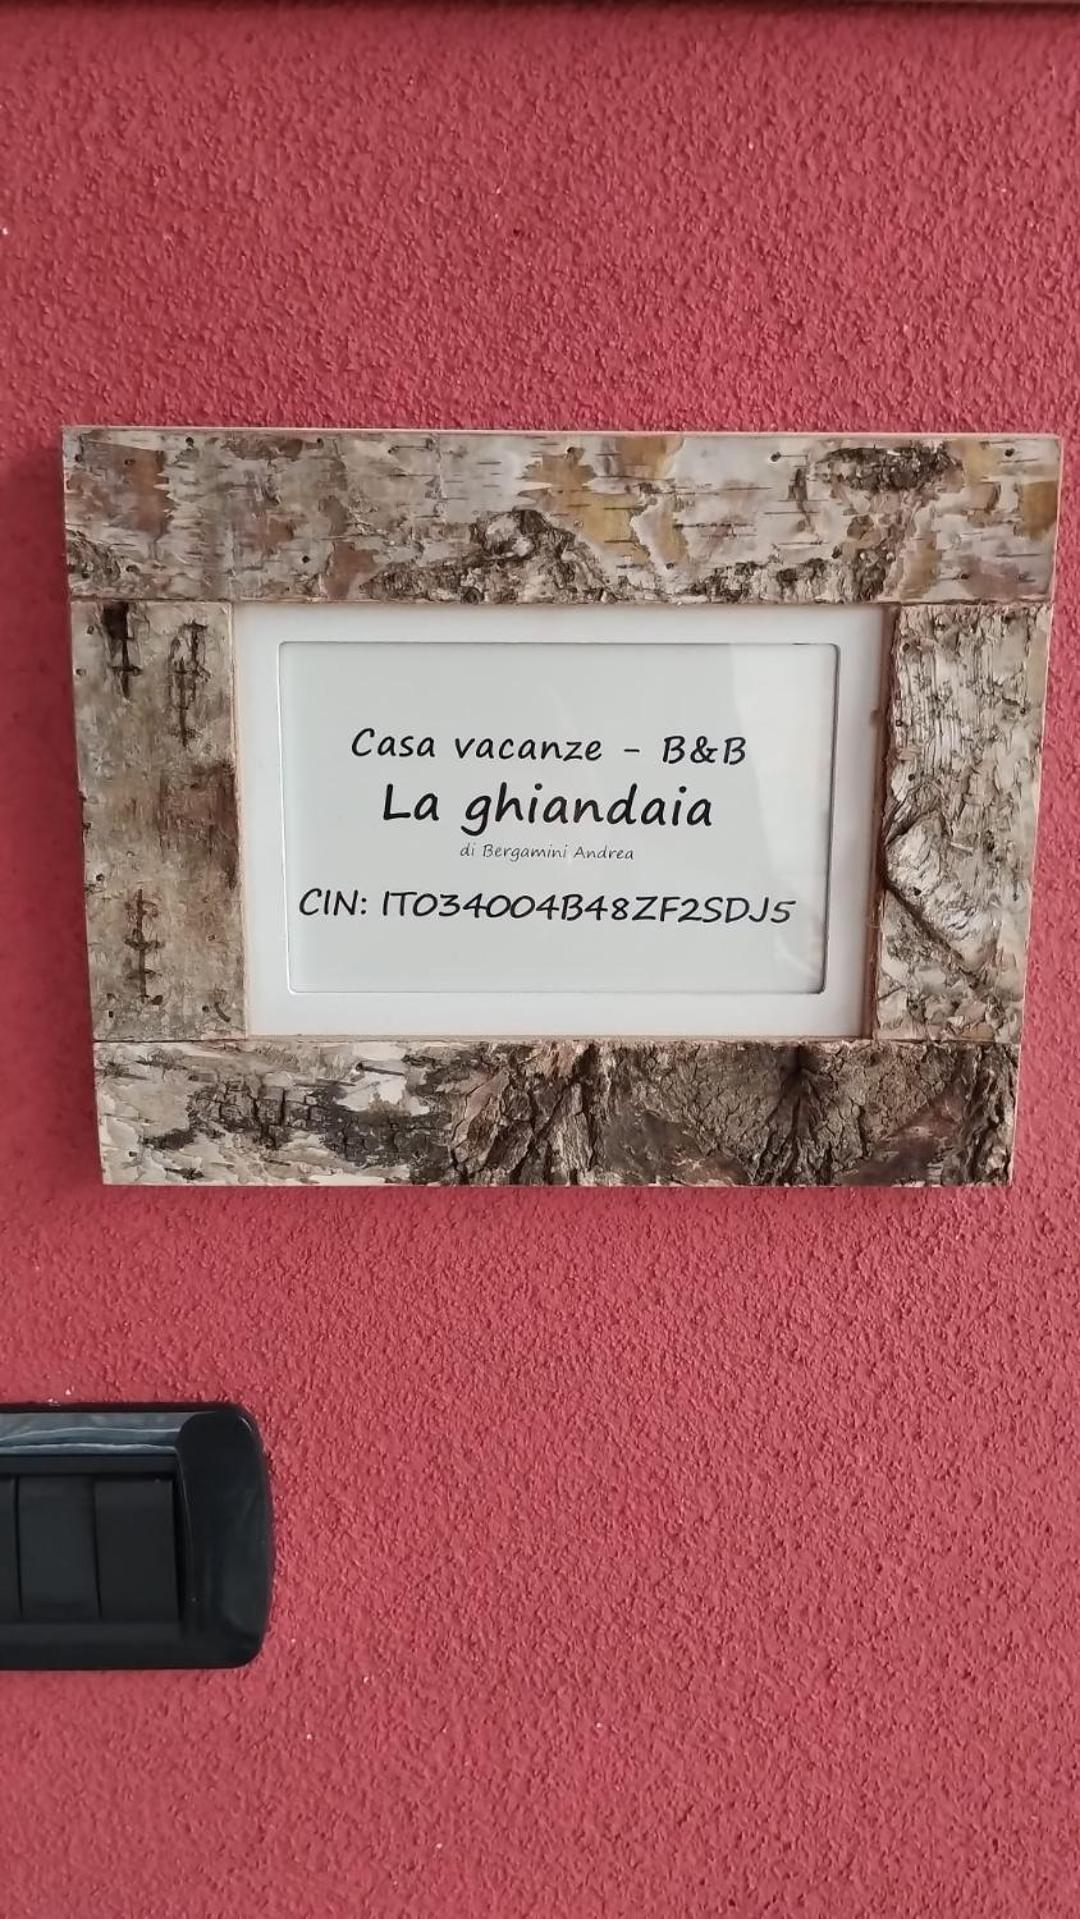 Casa vacanze - B&B
La ghiandaia
di Bergamini Andrea
CIN: IT034004B48ZF2SDJ5